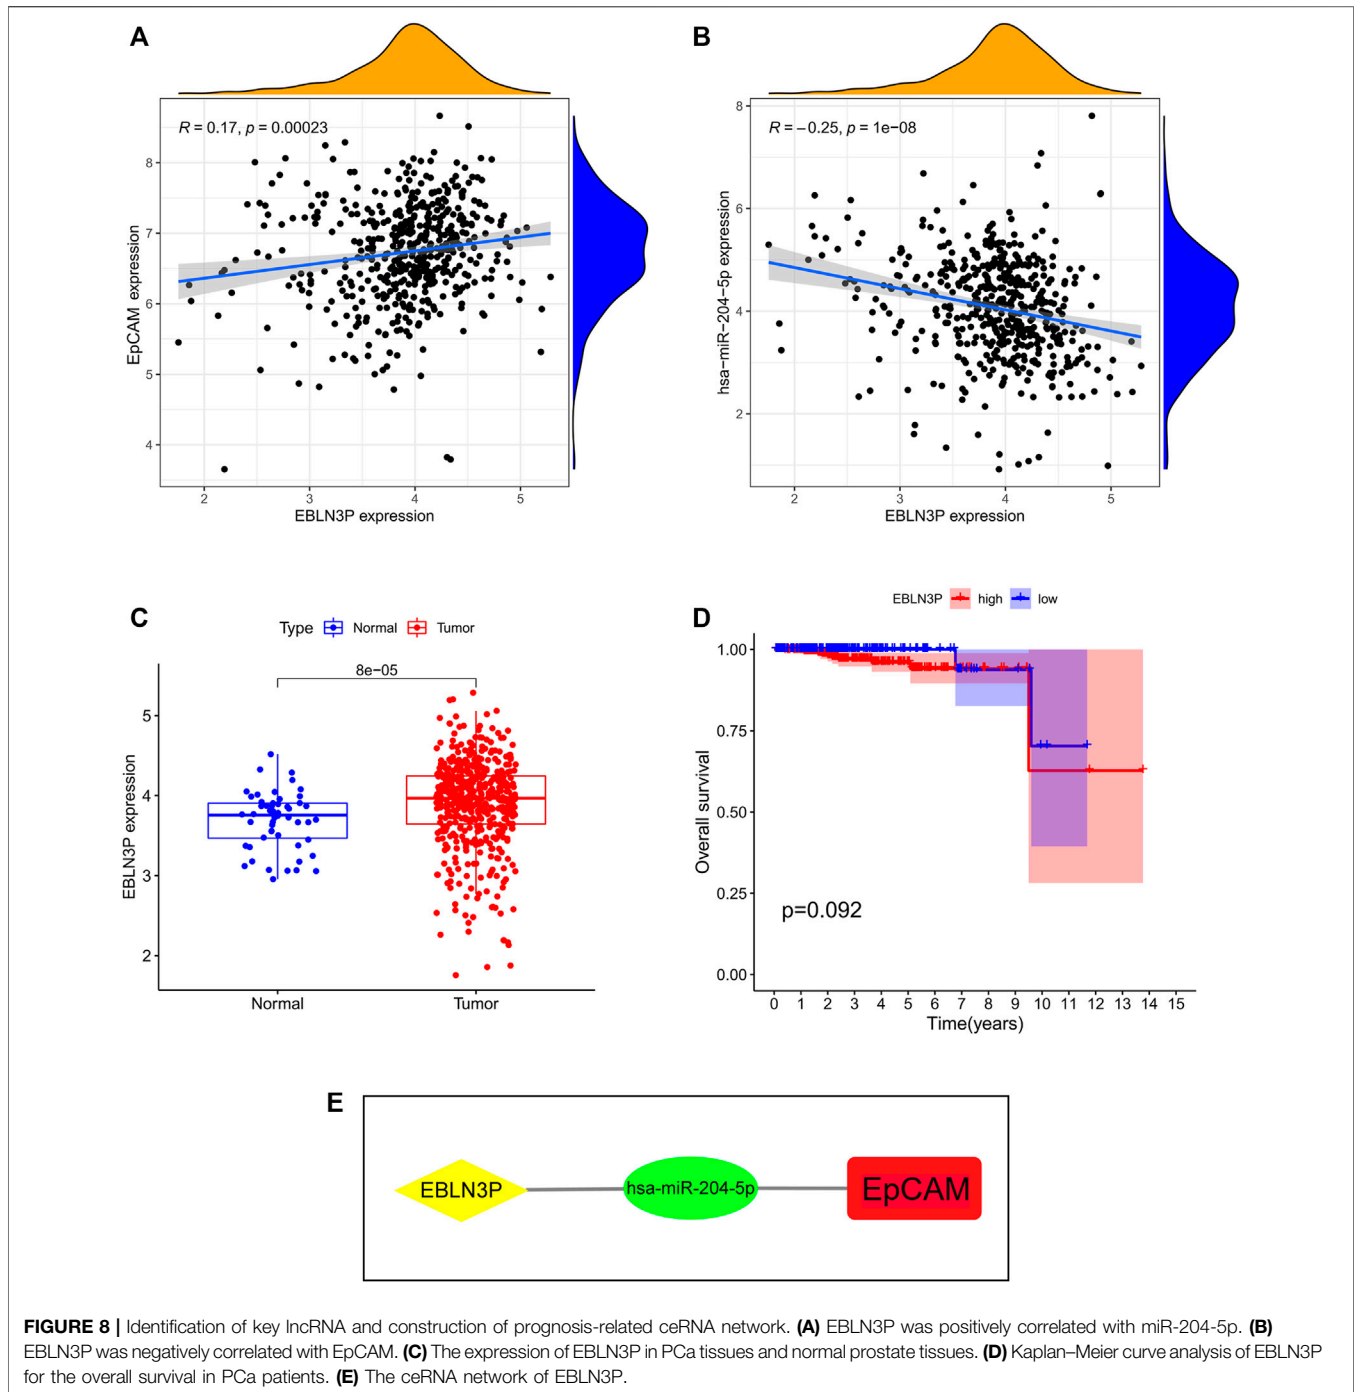 A
R = 0.17, p = 0.00023
8
7
6
5
4
EpCAM expression
2 3 4 5
EBLN3P expression
B
R = −0.25, p = 1e−08
8
6
4
2
hsa−miR−204−5p expression
2 3 4 5
EBLN3P expression
C
Type Normal Tumor
8e−05
5
4
3
2
EBLN3P expression
Normal Tumor
D
EBLN3P high low
1.00
0.75
0.50
0.25
0.00
Overall survival
p=0.092
0 1 2 3 4 5 6 7 8 9 10 11 12 13 14 15
Time(years)
E
EBLN3P hsa-miR-204-5p EpCAM
FIGURE 8 | Identification of key lncRNA and construction of prognosis-related ceRNA network. (A) EBLN3P was positively correlated with miR-204-5p. (B)
EBLN3P was negatively correlated with EpCAM. (C) The expression of EBLN3P in PCa tissues and normal prostate tissues. (D) Kaplan–Meier curve analysis of EBLN3P
for the overall survival in PCa patients. (E) The ceRNA network of EBLN3P.